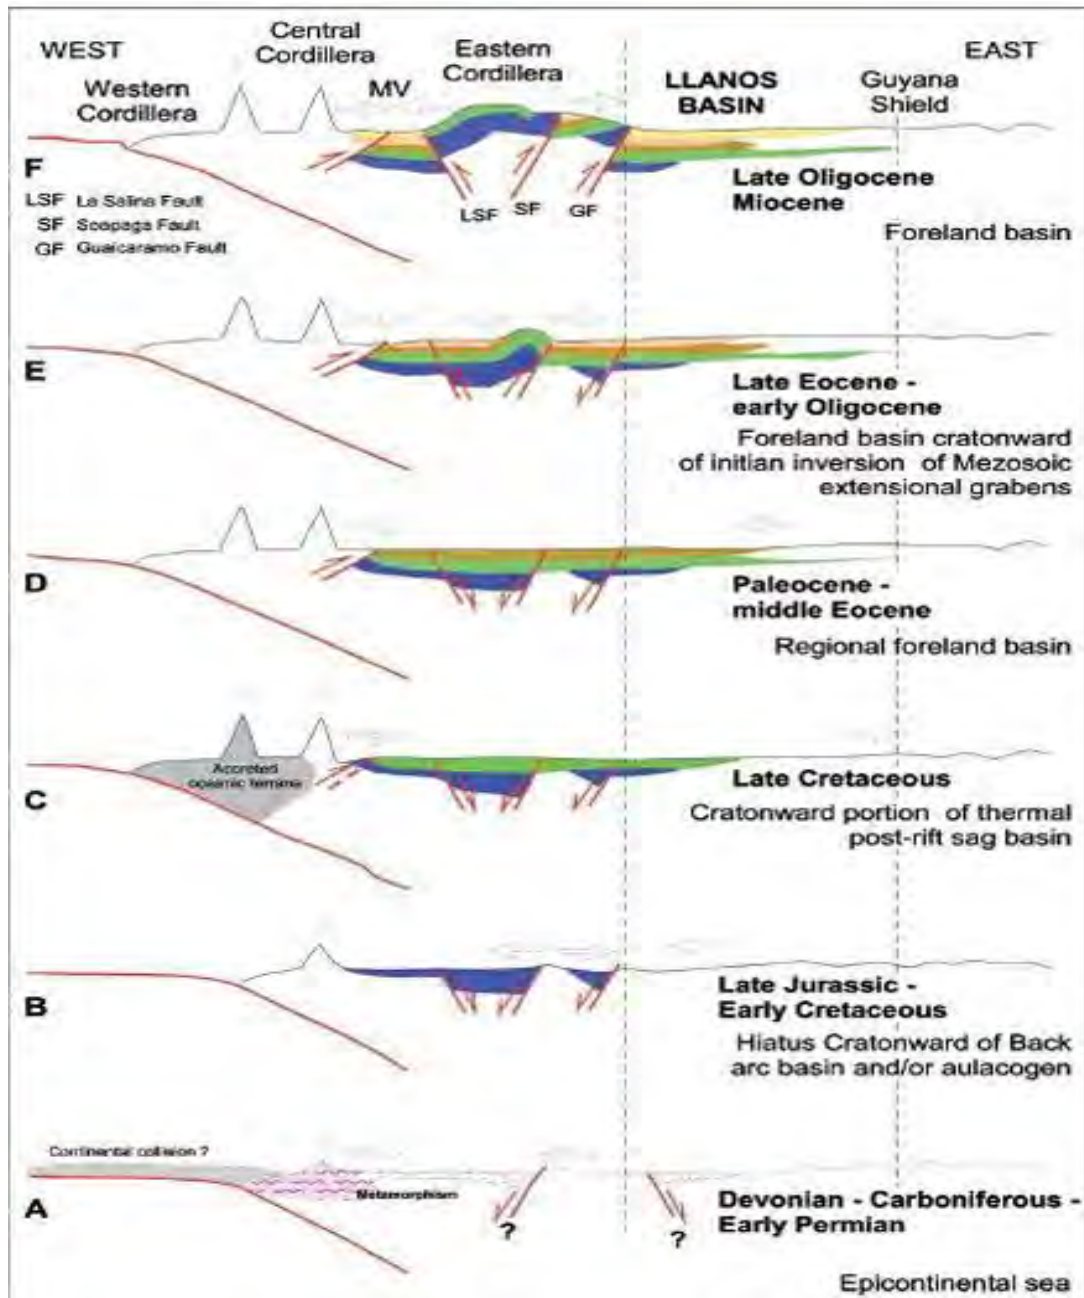 WEST
Central
Cordillera
Eastern
Cordillera
EAST
Western
Cordillera
MV
LLANOS
BASIN
Guyana
Shield
F
LSF La Salina Fault
SF Soapaga Fault
GF Guaicaramo Fault
LSF
SF
GF
Late Oligocene
Miocene
Foreland basin
E
Late Eocene -
early Oligocene
Foreland basin cratonward
of initian inversion of Mezosoic
extensional grabens
D
Paleocene -
middle Eocene
Regional foreland basin
Accreted
oceanic terrane
C
Late Cretaceous
Cratonward portion of thermal
post-rift sag basin
B
Late Jurassic -
Early Cretaceous
Hiatus Cratonward of Back
arc basin and/or aulacogen
Continental collision ?
Metamorphism
A
?
?
Devonian - Carboniferous -
Early Permian
Epicontinental sea